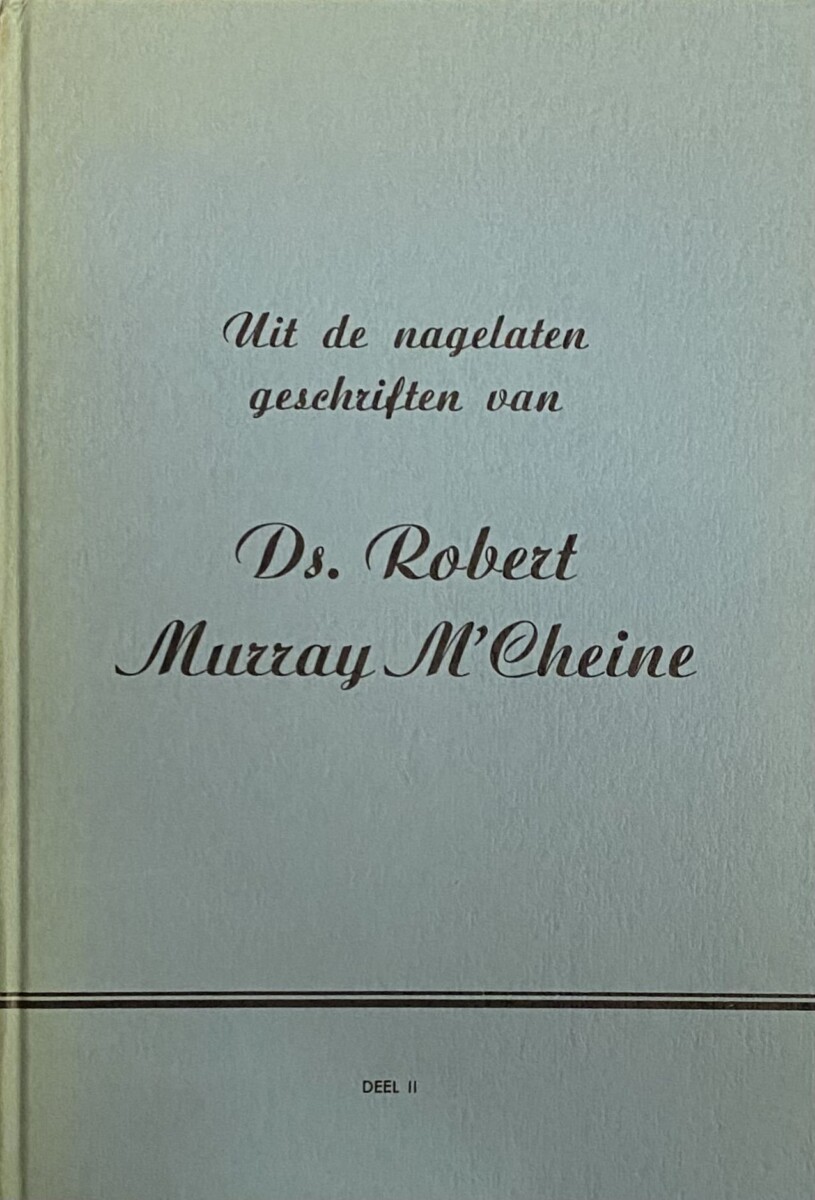 Uit de nagelaten
geschriften van
Ds. Robert
Murray M'Cheine
DEEL II